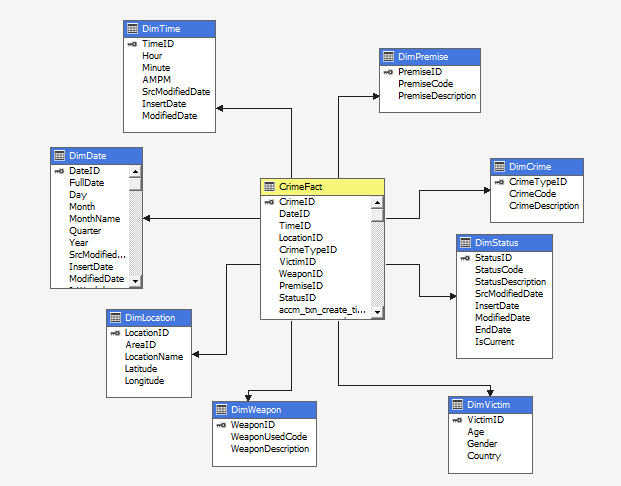 DimTime
TimeID
Hour
Minute
AMPM
SrcModifiedDate
InsertDate
ModifiedDate
DimPremise
PremiseID
PremiseCode
PremiseDescription
DimDate
DateID
FullDate
Day
Month
MonthName
Quarter
Year
SrcModified...
InsertDate
ModifiedDate
CrimeFact
CrimeID
DateID
TimeID
LocationID
CrimeTypeID
VictimID
WeaponID
PremiseID
StatusID
accm_txn_create_ti...
DimCrime
CrimeTypeID
CrimeCode
CrimeDescription
DimStatus
StatusID
StatusCode
StatusDescription
SrcModifiedDate
InsertDate
ModifiedDate
EndDate
IsCurrent
DimLocation
LocationID
AreaID
LocationName
Latitude
Longitude
DimWeapon
WeaponID
WeaponUsedCode
WeaponDescription
DimVictim
VictimID
Age
Gender
Country